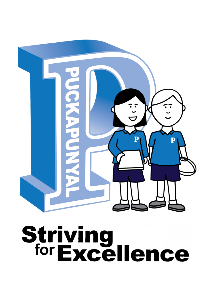 P
PUCKAPUNYAL
P
P
Striving
for Excellence